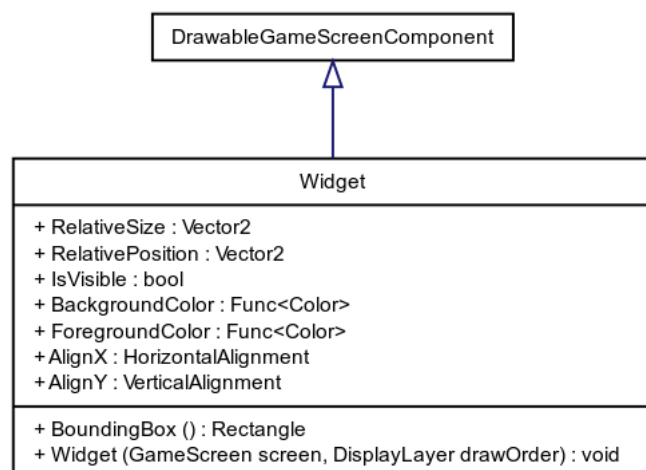 DrawableGameScreenComponent
Widget
+ RelativeSize : Vector2
+ RelativePosition : Vector2
+ IsVisible : bool
+ BackgroundColor : Func<Color>
+ ForegroundColor : Func<Color>
+ AlignX : HorizontalAlignment
+ AlignY : VerticalAlignment
+ BoundingBox () : Rectangle
+ Widget (GameScreen screen, DisplayLayer drawOrder) : void